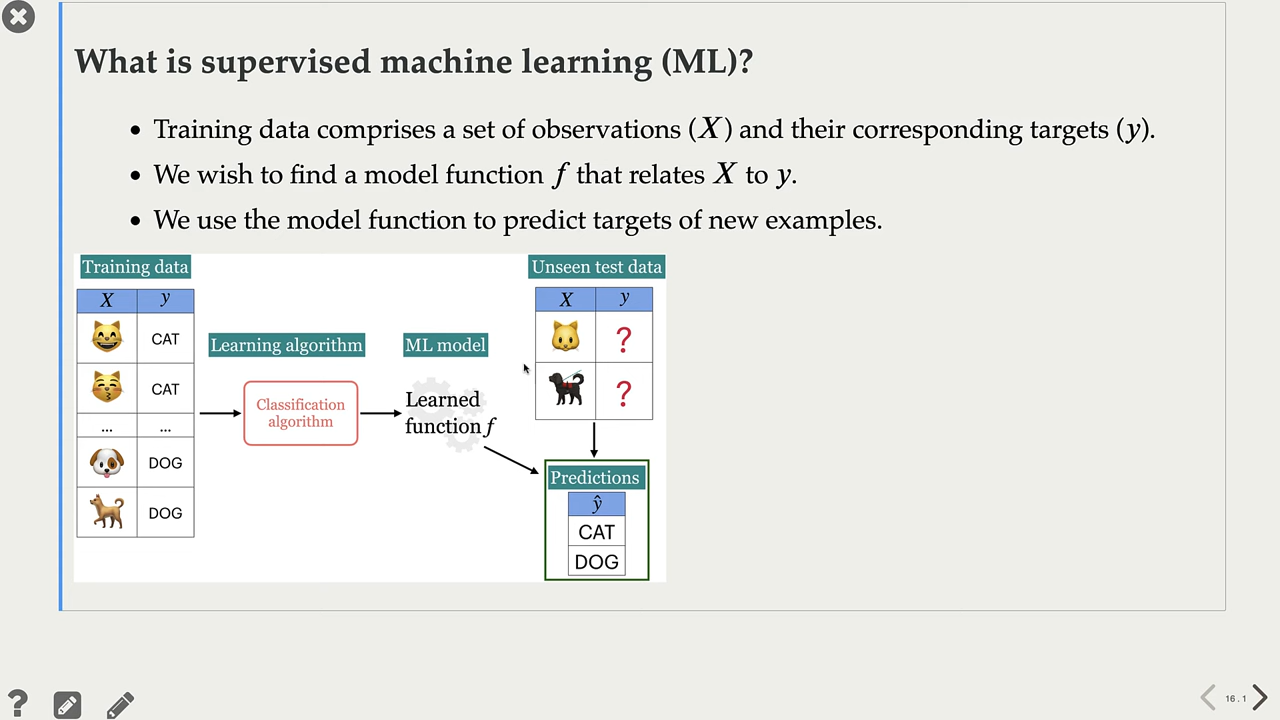 What is supervised machine learning (ML)?
• Training data comprises a set of observations (X) and their corresponding targets (y).
• We wish to find a model function f that relates X to y.
• We use the model function to predict targets of new examples.
Training data
X y
CAT
CAT
... ...
DOG
DOG
Learning algorithm
Classification
algorithm
ML model
Learned
function f
Unseen test data
X y
?
?
Predictions
ŷ
CAT
DOG
?
16 . 1